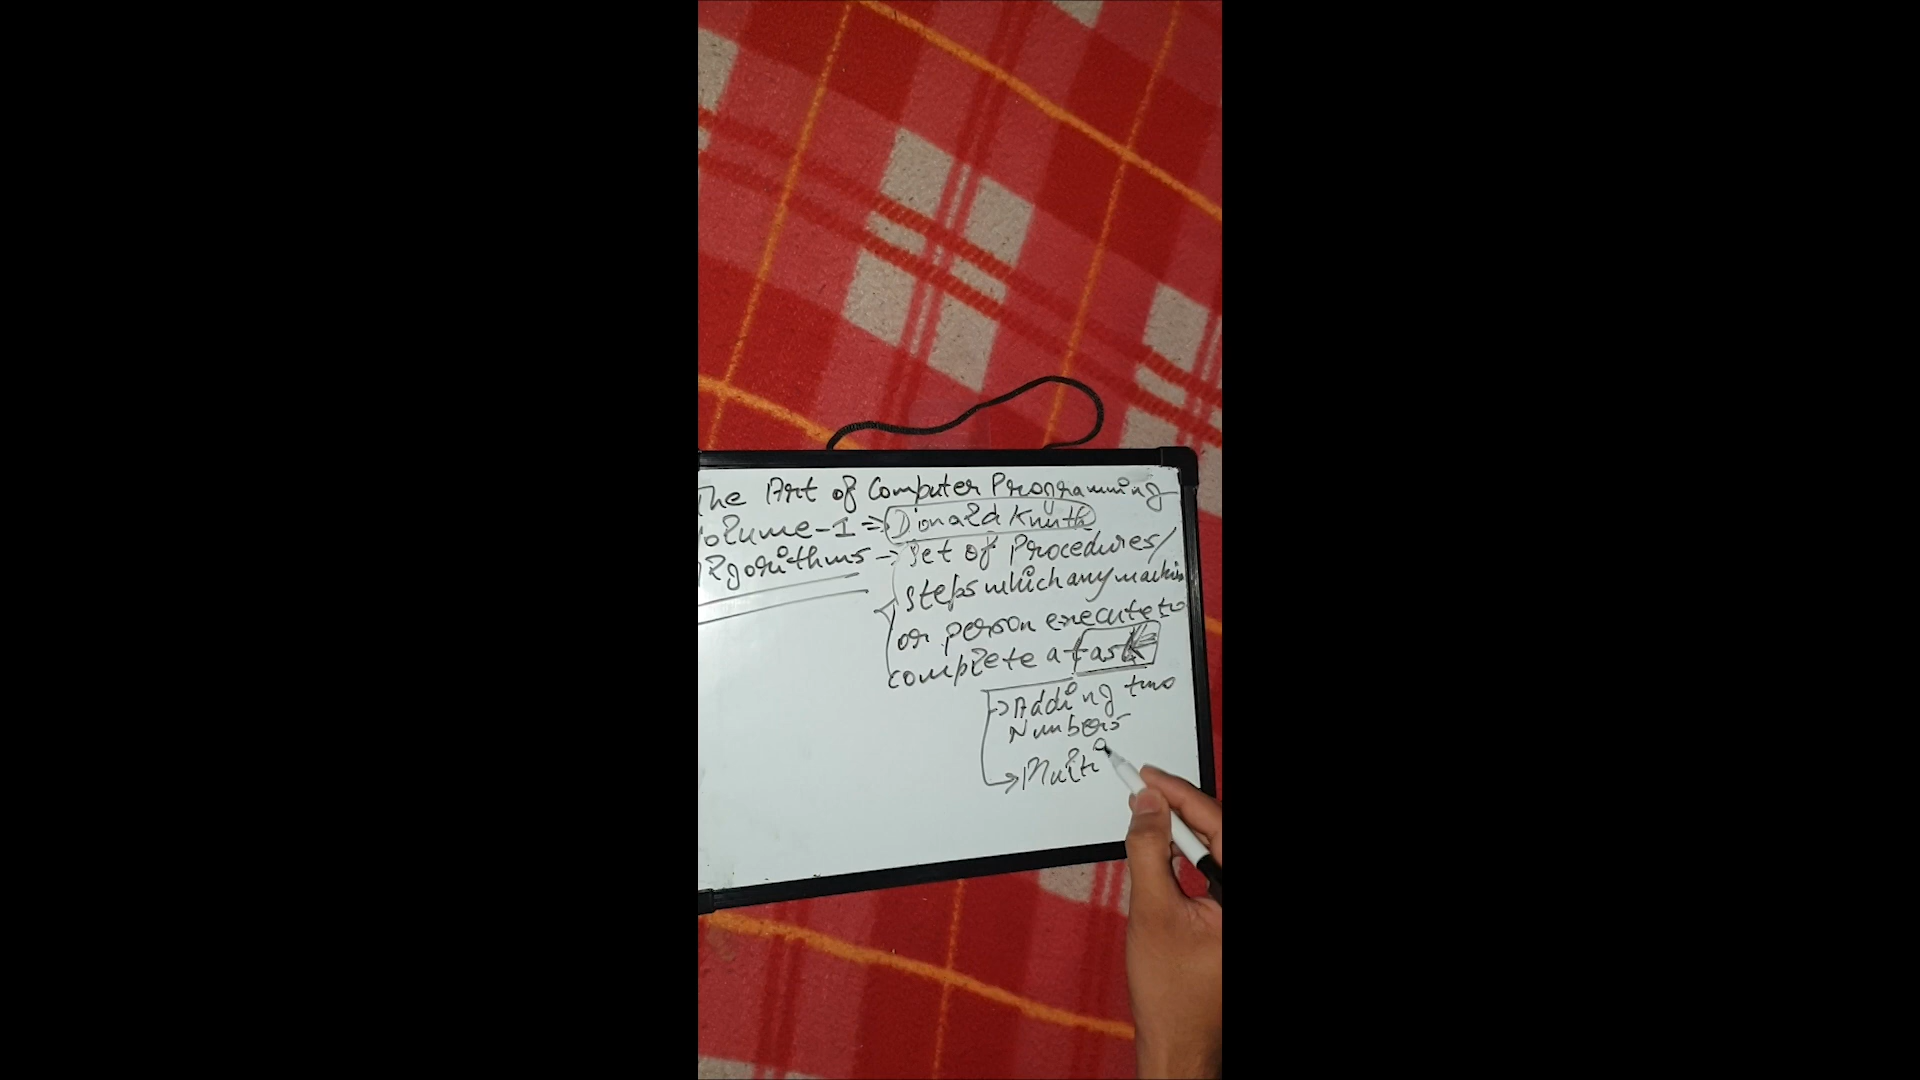 The Art of Computer Programming
Volume-1 => Donald Knuth
Algorithms -> Set of Procedures/
steps which any machine
or person execute to
complete a task
-> Adding two
Numbers
-> Multi